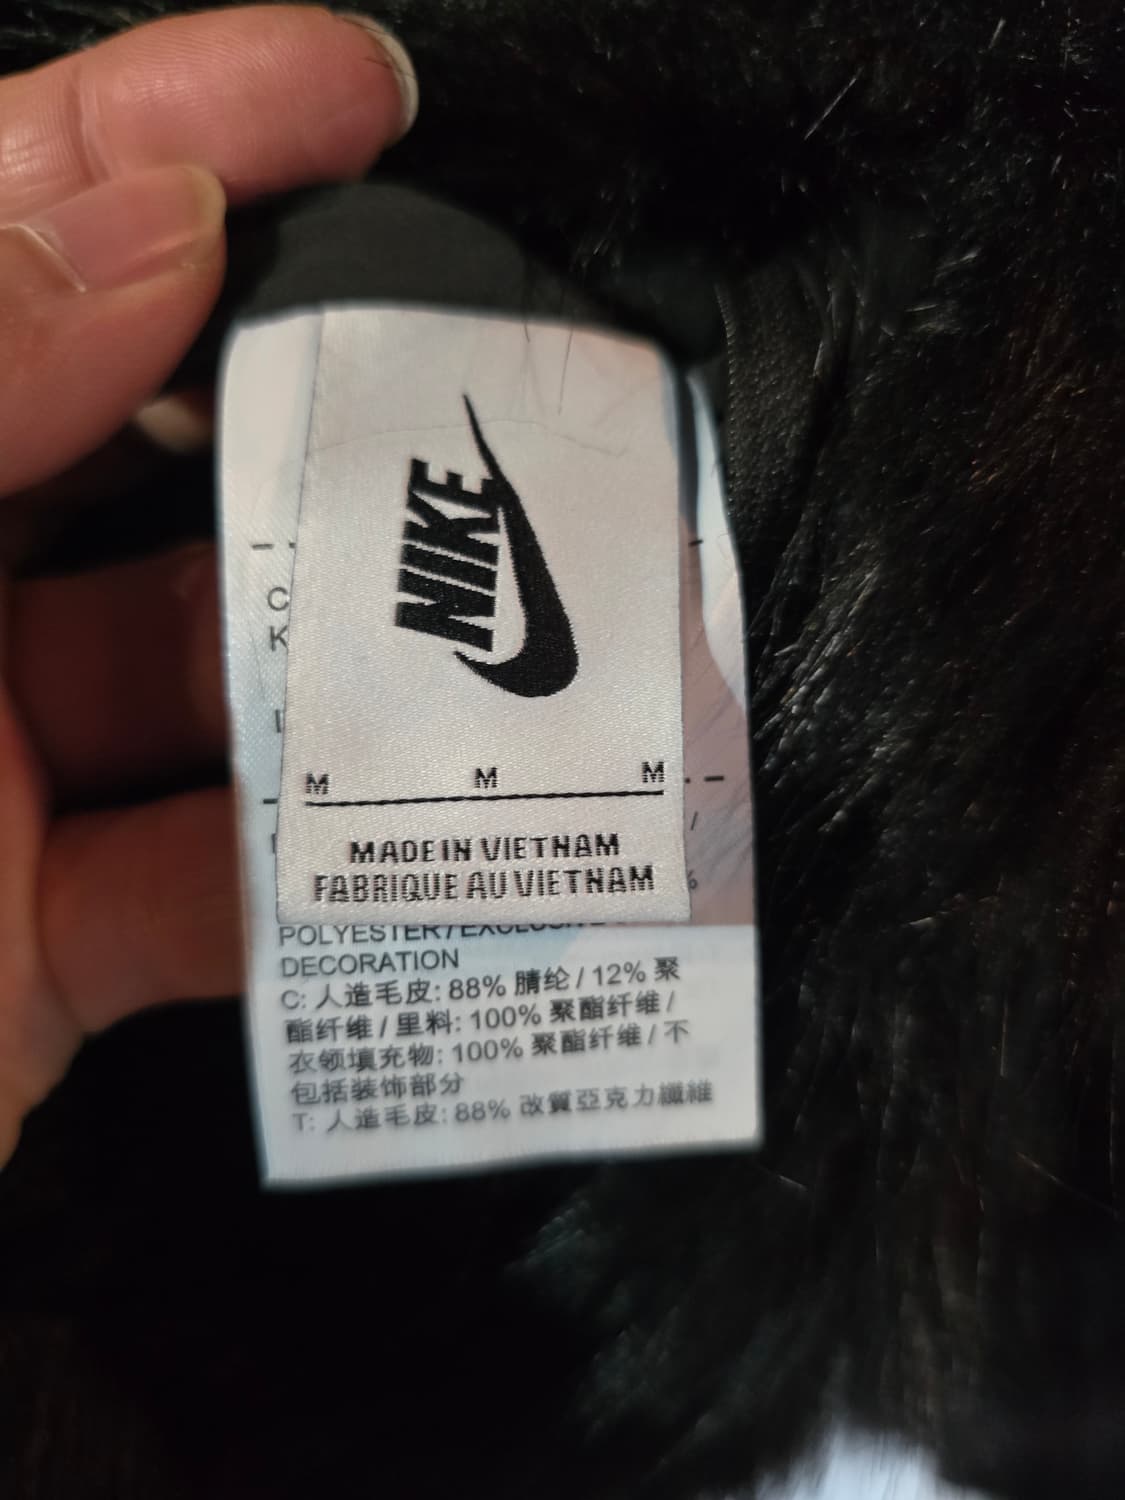 NIKE
M M M
MADE IN VIETNAM
FABRIQUE AU VIETNAM
C
K
/
%
POLYESTER / EXCLUSIVE
DECORATION
C: 人造毛皮: 88% 腈纶 / 12% 聚
酯纤维 / 里料: 100% 聚酯纤维 /
衣领填充物: 100% 聚酯纤维 / 不
包括装饰部分
T: 人造毛皮: 88% 改質亞克力纖維